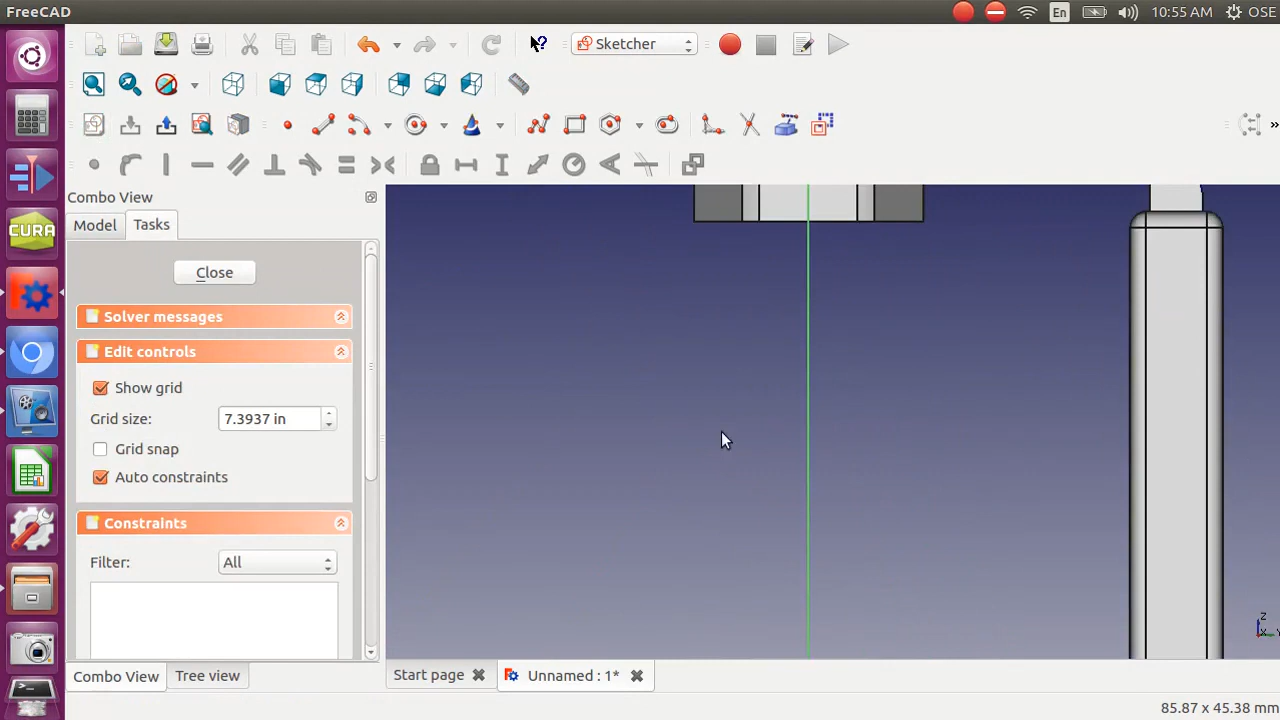 FreeCAD
En
10:55 AM
OSE
Sketcher
»
Combo View
Model
Tasks
CURA
Close
Solver messages
Edit controls
Show grid
Grid size:
7.3937 in
Grid snap
Auto constraints
Constraints
Filter:
All
Z
X
Combo View
Tree view
Start page
Unnamed : 1*
85.87 x 45.38 mm